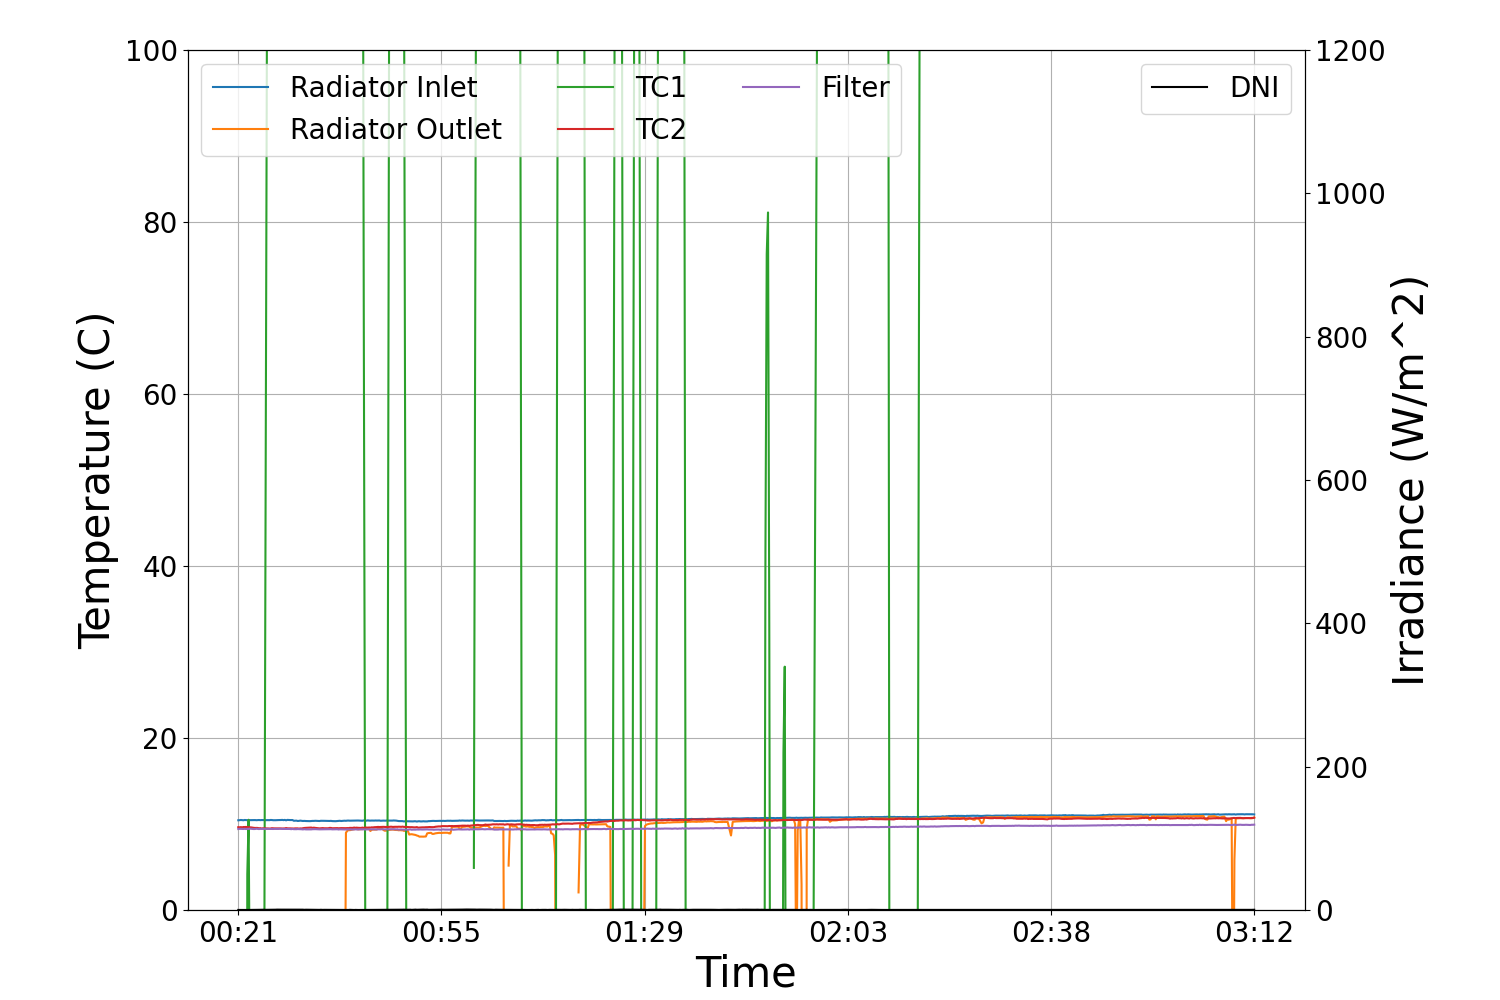 100
80
60
40
20
0
Temperature (C)
Radiator Inlet
Radiator Outlet
TC1
TC2
Filter
DNI
1200
1000
800
600
400
200
0
Irradiance (W/m^2)
00:21 00:55 01:29 02:03 02:38 03:12
Time